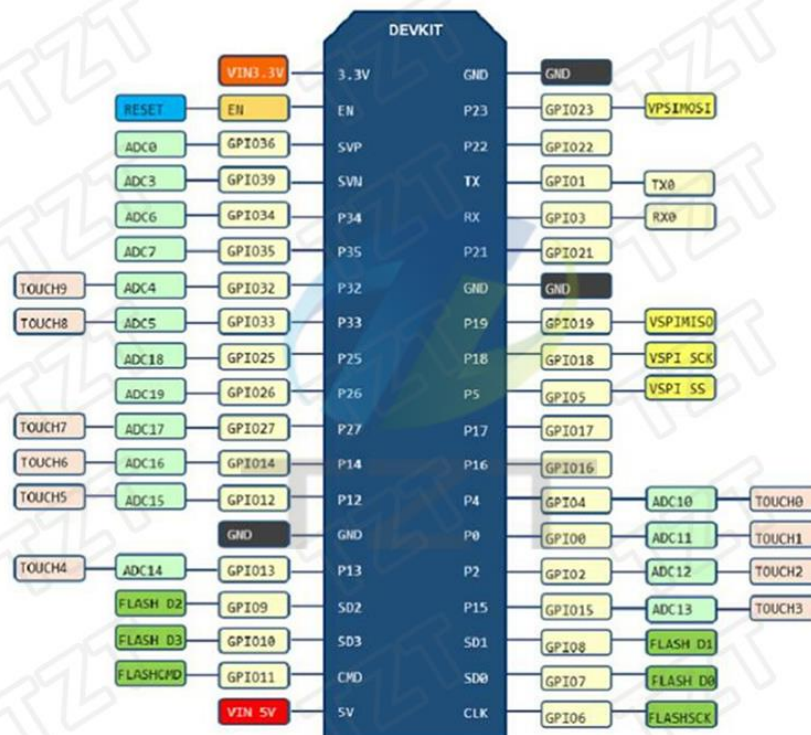 DEVKIT
VIN3.3V 3.3V GND GND
RESET EN EN P23 GPIO23 VPSIMOSI
ADC0 GPIO36 SVP P22 GPIO22
ADC3 GPIO39 SVN TX GPIO1 TX0
ADC6 GPIO34 P34 RX GPIO3 RX0
ADC7 GPIO35 P35 P21 GPIO21
TOUCH9 ADC4 GPIO32 P32 GND GND
TOUCH8 ADC5 GPIO33 P33 P19 GPIO19 VSPIMISO
ADC18 GPIO25 P25 P18 GPIO18 VSPI SCK
ADC19 GPIO26 P26 P5 GPIO5 VSPI SS
TOUCH7 ADC17 GPIO27 P27 P17 GPIO17
TOUCH6 ADC16 GPIO14 P14 P16 GPIO16
TOUCH5 ADC15 GPIO12 P12 P4 GPIO4 ADC10 TOUCH0
GND GND P0 GPIO0 ADC11 TOUCH1
TOUCH4 ADC14 GPIO13 P13 P2 GPIO2 ADC12 TOUCH2
FLASH D2 GPIO9 SD2 P15 GPIO15 ADC13 TOUCH3
FLASH D3 GPIO10 SD3 SD1 GPIO8 FLASH D1
FLASHCMD GPIO11 CMD SD0 GPIO7 FLASH D0
VIN 5V 5V CLK GPIO6 FLASHSCK
TZT